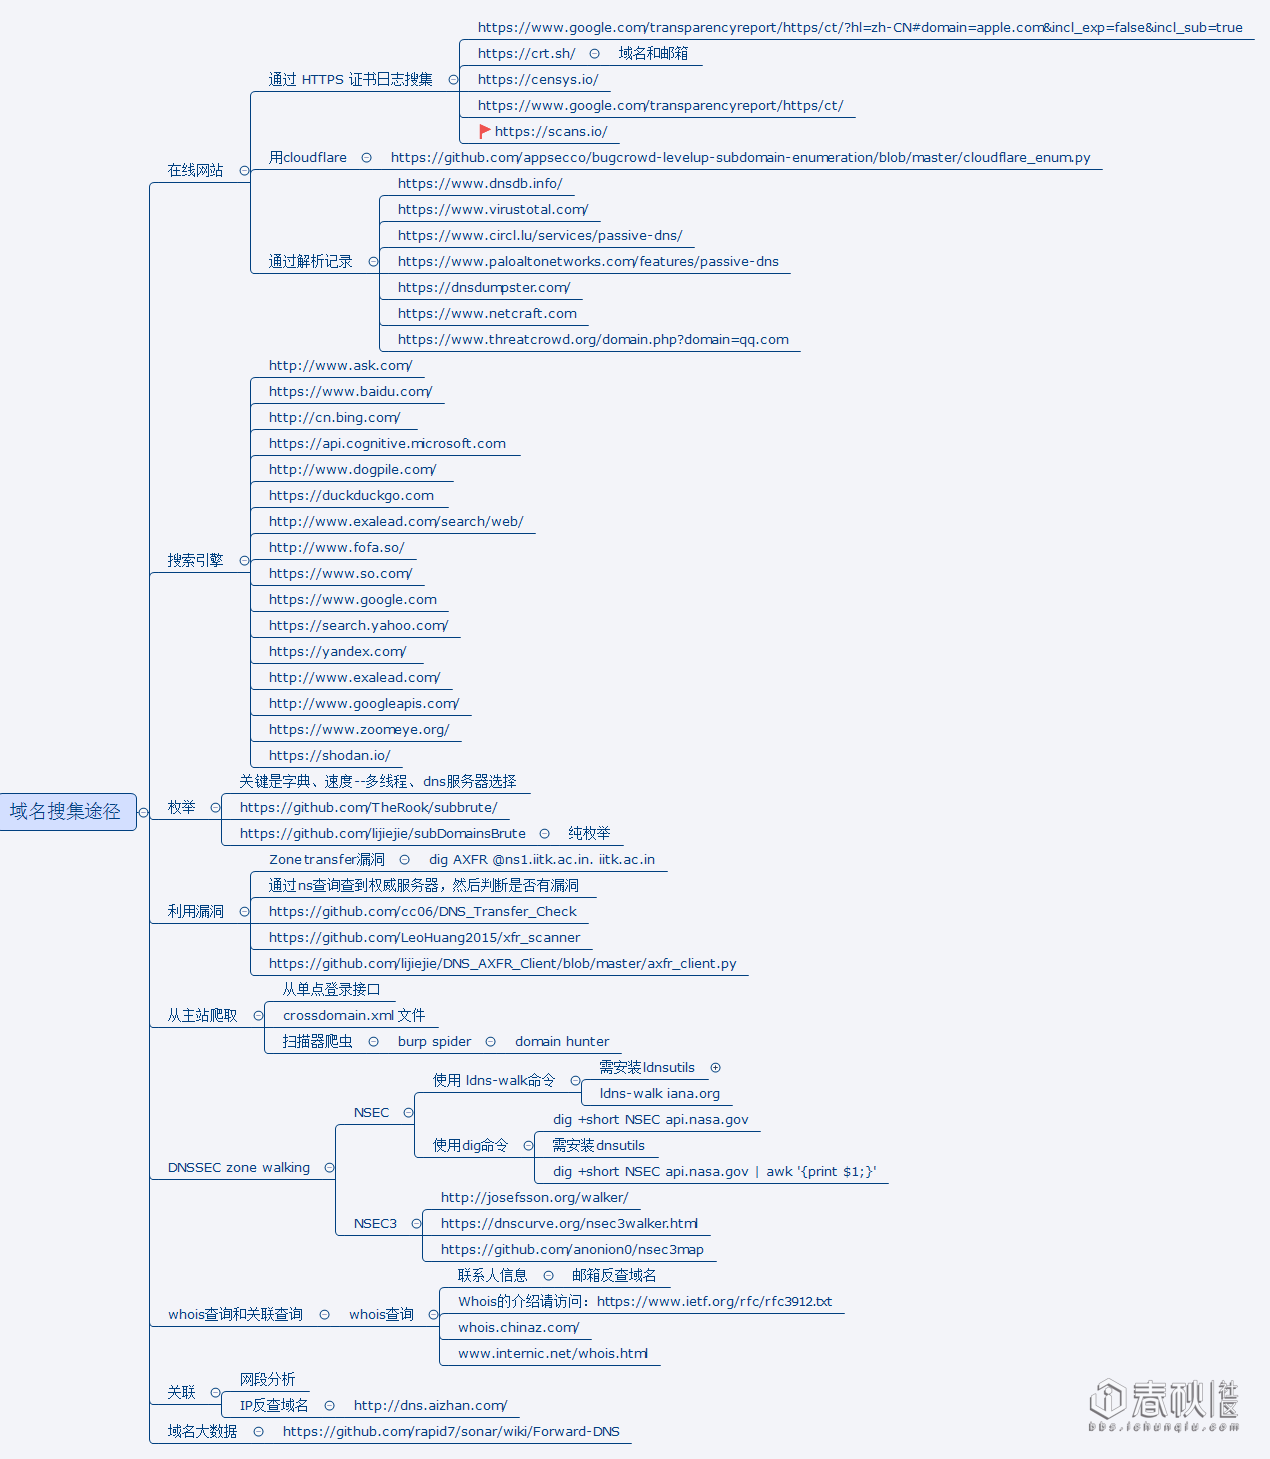 https://www.google.com/transparencyreport/https/ct/?hl=zh-CN#domain=apple.com&incl_exp=false&incl_sub=true
https://crt.sh/ 域名和邮箱
通过 HTTPS 证书日志搜集
https://censys.io/
https://www.google.com/transparencyreport/https/ct/
https://scans.io/
用cloudflare https://github.com/appsecco/bugcrowd-levelup-subdomain-enumeration/blob/master/cloudflare_enum.py
在线网站
https://www.dnsdb.info/
https://www.virustotal.com/
https://www.circl.lu/services/passive-dns/
通过解析记录 https://www.paloaltonetworks.com/features/passive-dns
https://dnsdumpster.com/
https://www.netcraft.com
https://www.threatcrowd.org/domain.php?domain=qq.com
http://www.ask.com/
https://www.baidu.com/
http://cn.bing.com/
https://api.cognitive.microsoft.com
http://www.dogpile.com/
https://duckduckgo.com
http://www.exalead.com/search/web/
http://www.fofa.so/
搜索引擎
https://www.so.com/
https://www.google.com
https://search.yahoo.com/
https://yandex.com/
http://www.exalead.com/
http://www.googleapis.com/
https://www.zoomeye.org/
https://shodan.io/
域名搜集途径
关键是字典、速度--多线程、dns服务器选择
枚举 https://github.com/TheRook/subbrute/
https://github.com/lijiejie/subDomainsBrute 纯枚举
Zonetransfer漏洞 dig AXFR @ns1.iitk.ac.in. iitk.ac.in
通过ns查询查到权威服务器，然后判断是否有漏洞
利用漏洞 https://github.com/cc06/DNS_Transfer_Check
https://github.com/LeoHuang2015/xfr_scanner
https://github.com/lijiejie/DNS_AXFR_Client/blob/master/axfr_client.py
从单点登录接口
从主站爬取 crossdomain.xml 文件
扫描器爬虫 burp spider domain hunter
需安装ldnsutils
使用 ldns-walk命令
ldns-walk iana.org
NSEC
dig +short NSEC api.nasa.gov
使用dig命令 需安装dnsutils
dig +short NSEC api.nasa.gov | awk '{print $1;}'
DNSSEC zone walking
http://josefsson.org/walker/
NSEC3 https://dnscurve.org/nsec3walker.html
https://github.com/anonion0/nsec3map
联系人信息 邮箱反查域名
Whois的介绍请访问：https://www.ietf.org/rfc/rfc3912.txt
whois查询和关联查询 whois查询
whois.chinaz.com/
www.internic.net/whois.html
网段分析
关联
IP反查域名 http://dns.aizhan.com/
域名大数据 https://github.com/rapid7/sonar/wiki/Forward-DNS
春秋社区
bbs.ichunqiu.com